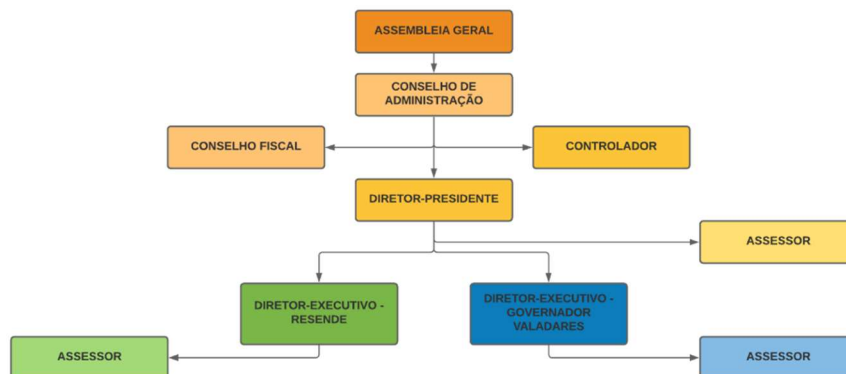 ASSEMBLEIA GERAL
CONSELHO DE
ADMINISTRAÇÃO
CONSELHO FISCAL
CONTROLADOR
DIRETOR-PRESIDENTE
ASSESSOR
DIRETOR-EXECUTIVO -
RESENDE
DIRETOR-EXECUTIVO -
GOVERNADOR
VALADARES
ASSESSOR
ASSESSOR